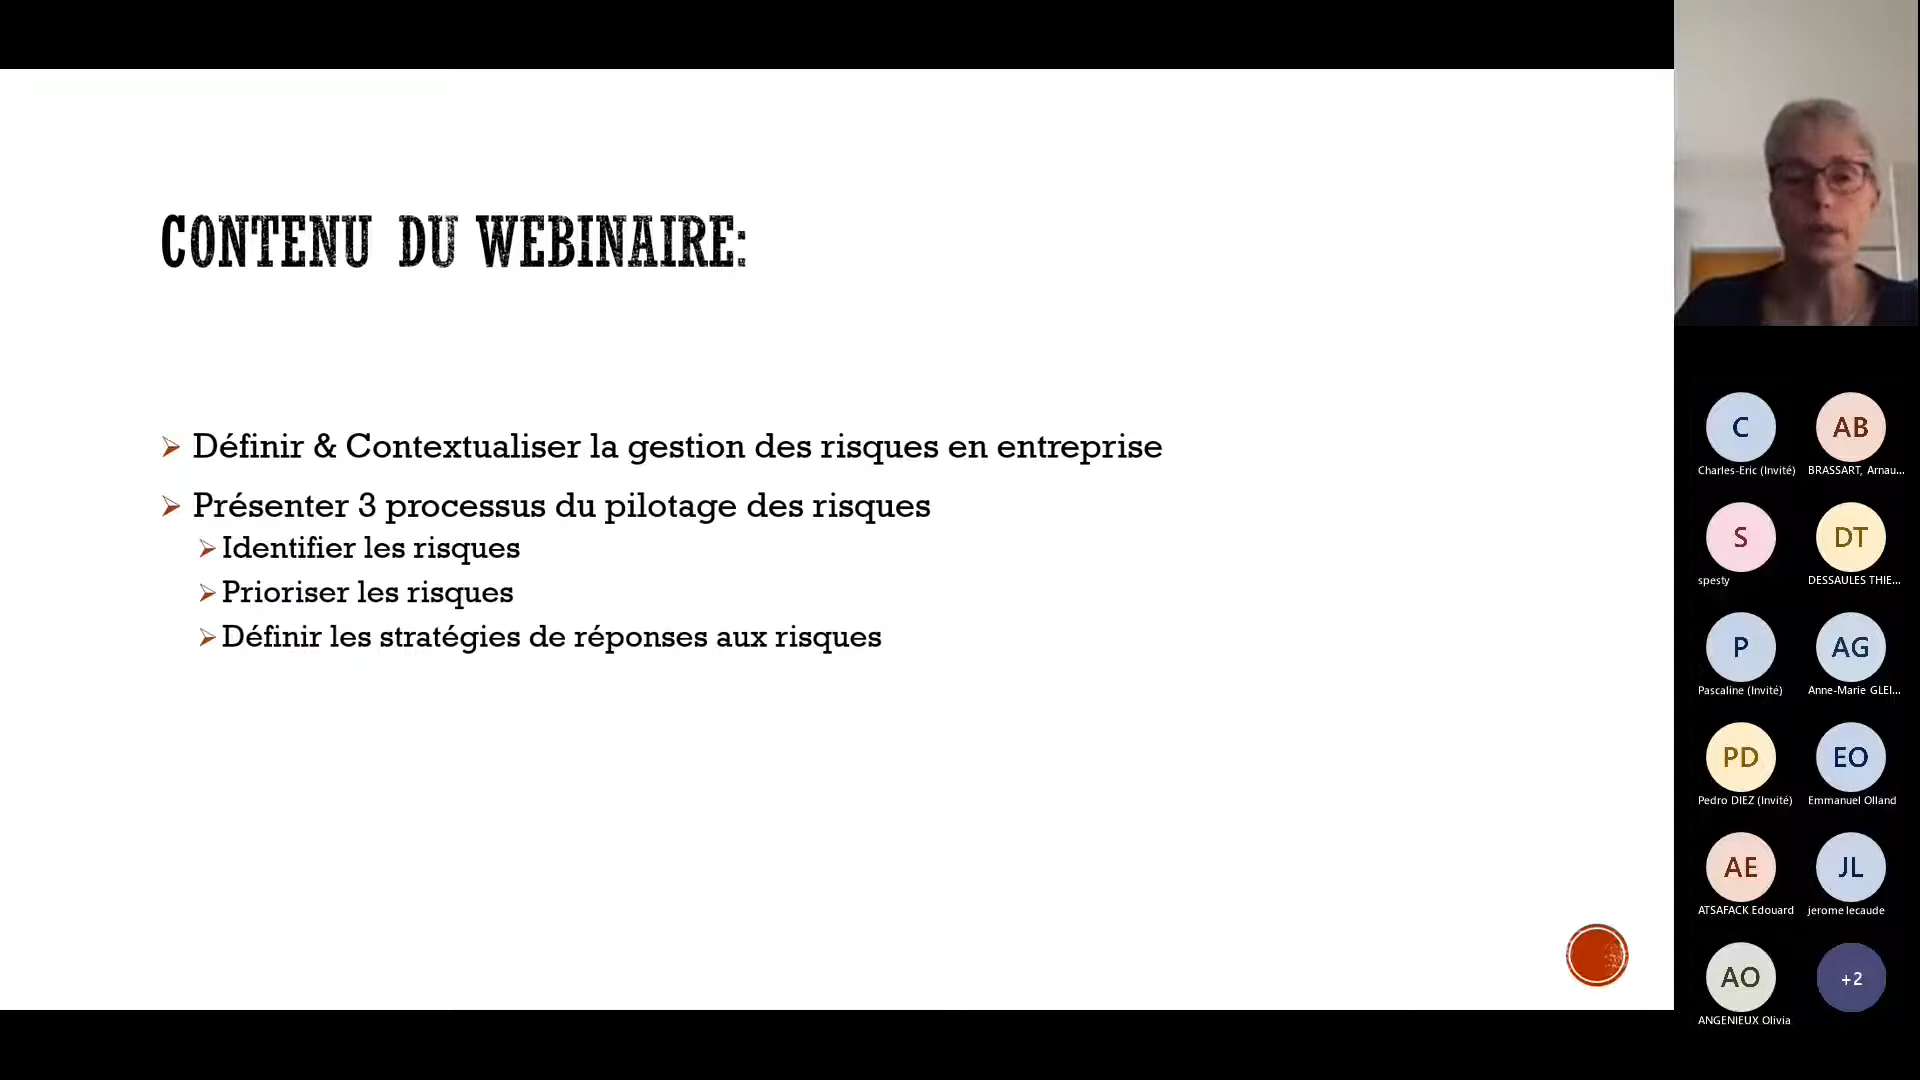 CONTENU DU WEBINAIRE:
Définir & Contextualiser la gestion des risques en entreprise
Présenter 3 processus du pilotage des risques
Identifier les risques
Prioriser les risques
Définir les stratégies de réponses aux risques
C
AB
Charles-Eric (Invité)
BRASSART, Arnau...
S
DT
spesty
DESSAULES THIE...
P
AG
Pascaline (Invité)
Anne-Marie GLEI...
PD
EO
Pedro DIEZ (Invité)
Emmanuel Olland
AE
JL
ATSAFACK Edouard
jerome lecaude
AO
+2
ANGENIEUX Olivia